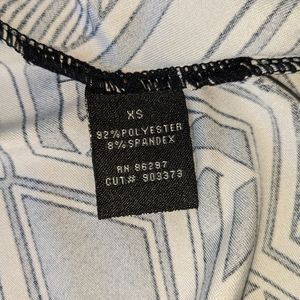 XS
92%POLYESTER
8%SPANDEX
RN 86297
CUT# 903373